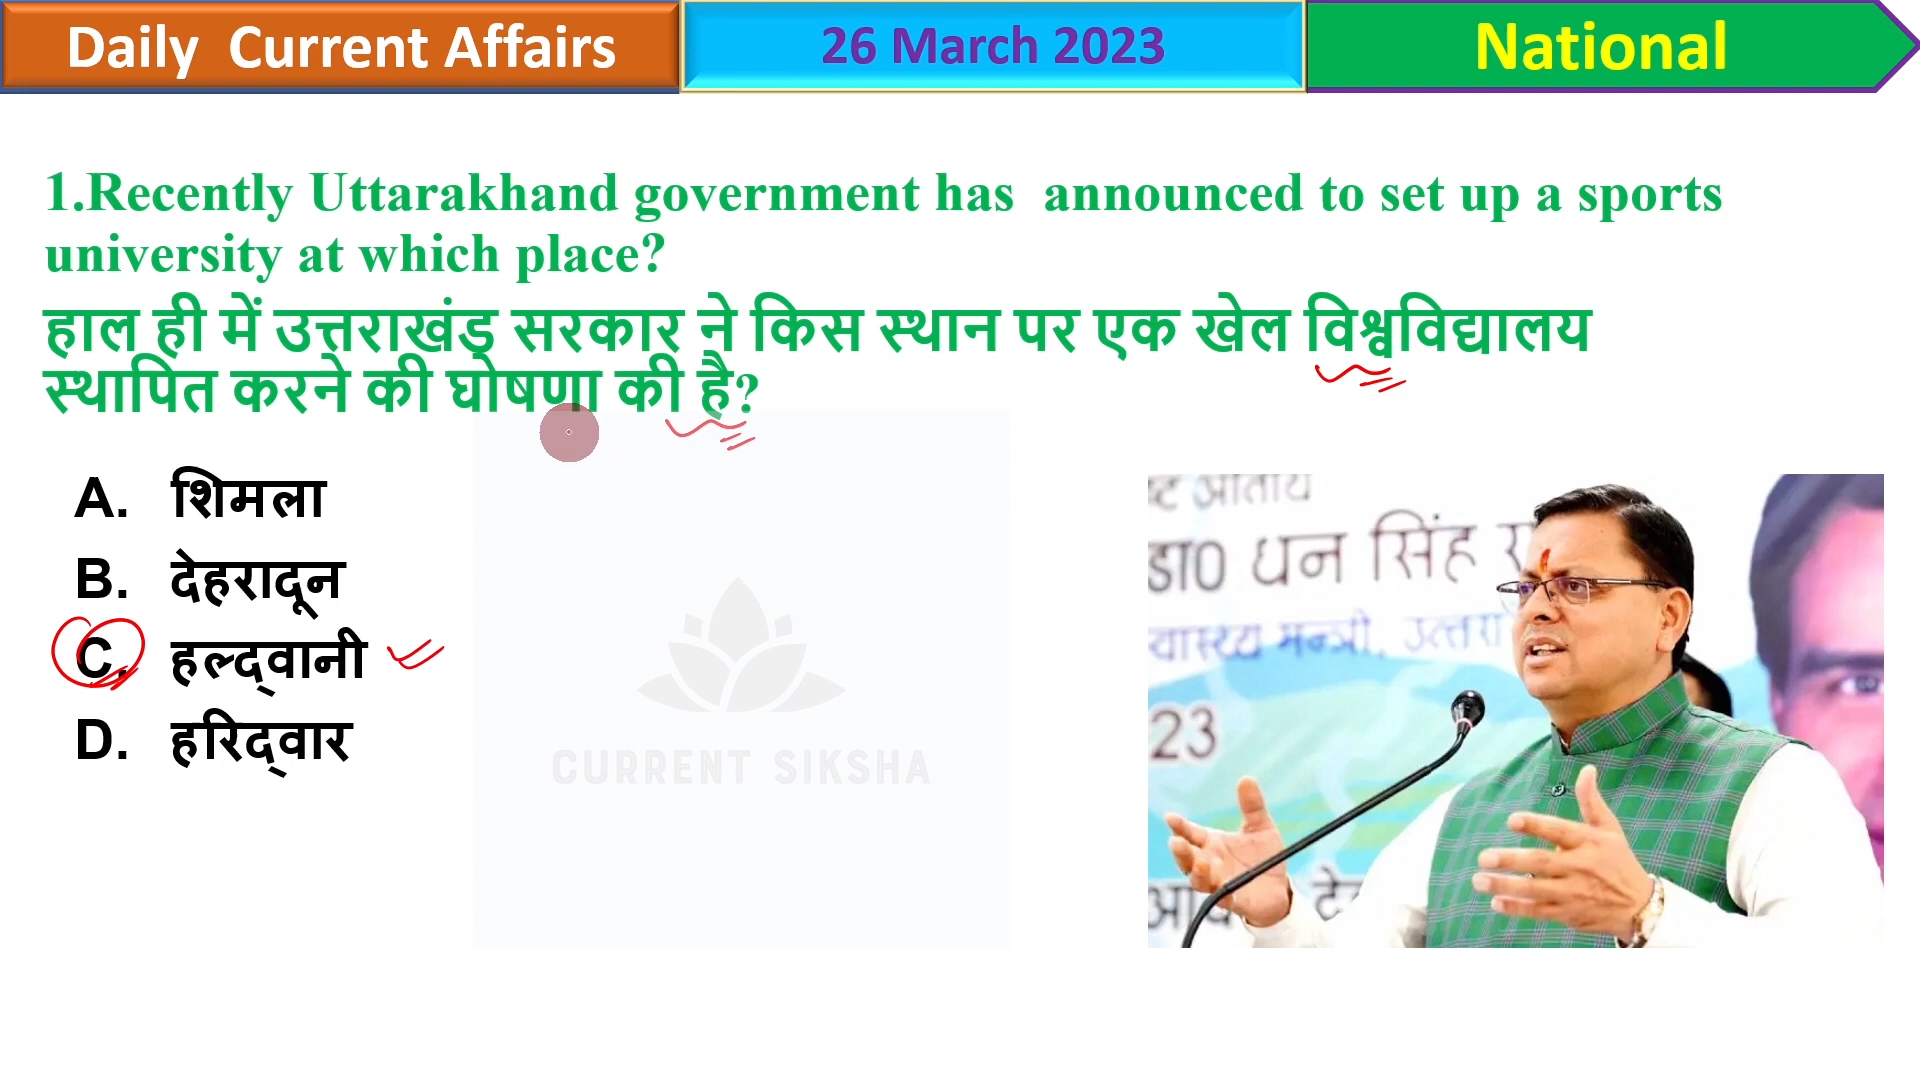 Daily Current Affairs
26 March 2023
National
1.Recently Uttarakhand government has announced to set up a sports
university at which place?
हाल ही में उत्तराखंड सरकार ने किस स्थान पर एक खेल विश्वविद्यालय
स्थापित करने की घोषणा की है?
A. शिमला
B. देहरादून
C. हल्द्वानी
D. हरिद्वार
CURRENT SIKSHA
डा0 धन सिंह
23